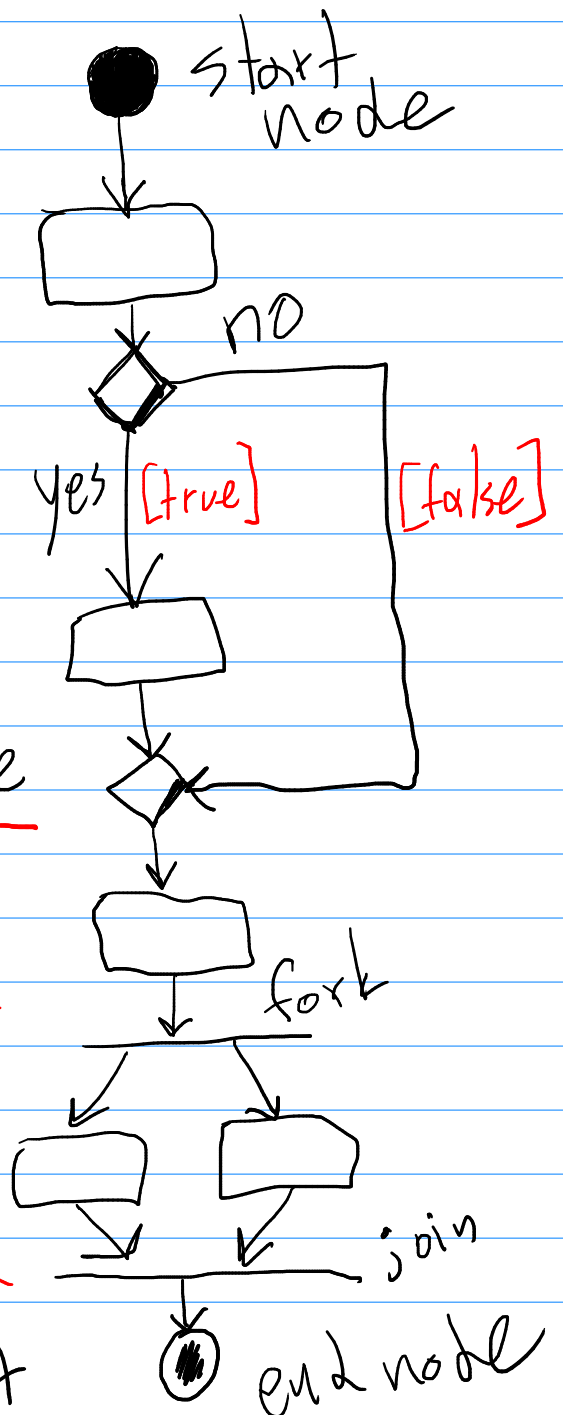 start
node
no
yes [true] [false]
e
fork
join
t
end node